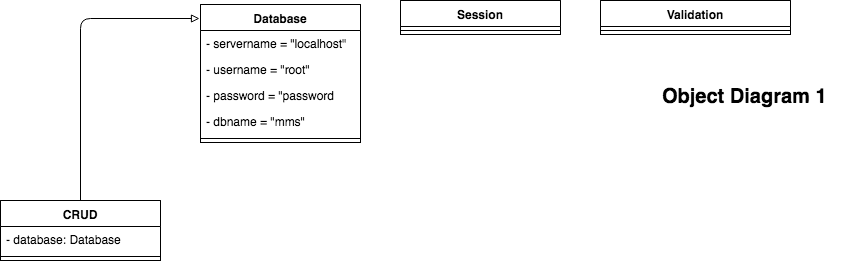 Database
- servername = "localhost"
- username = "root"
- password = "password
- dbname = "mms"
Session
Validation
Object Diagram 1
CRUD
- database: Database